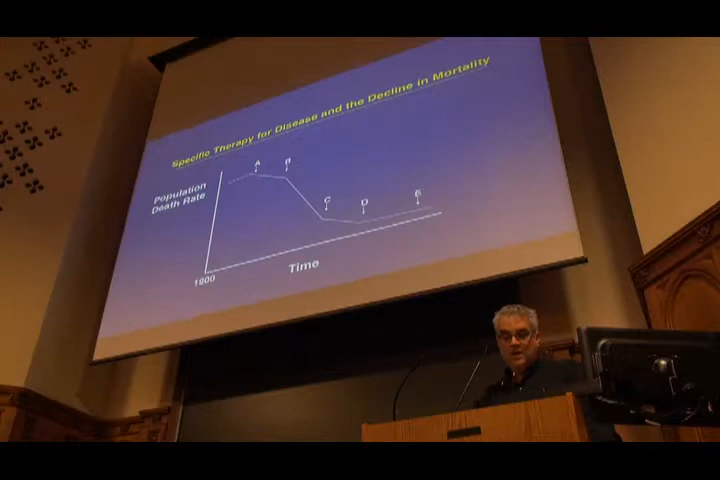 Specific Therapy for Disease and the Decline in Mortality
A B
Population
Death Rate
C D E
1900
Time